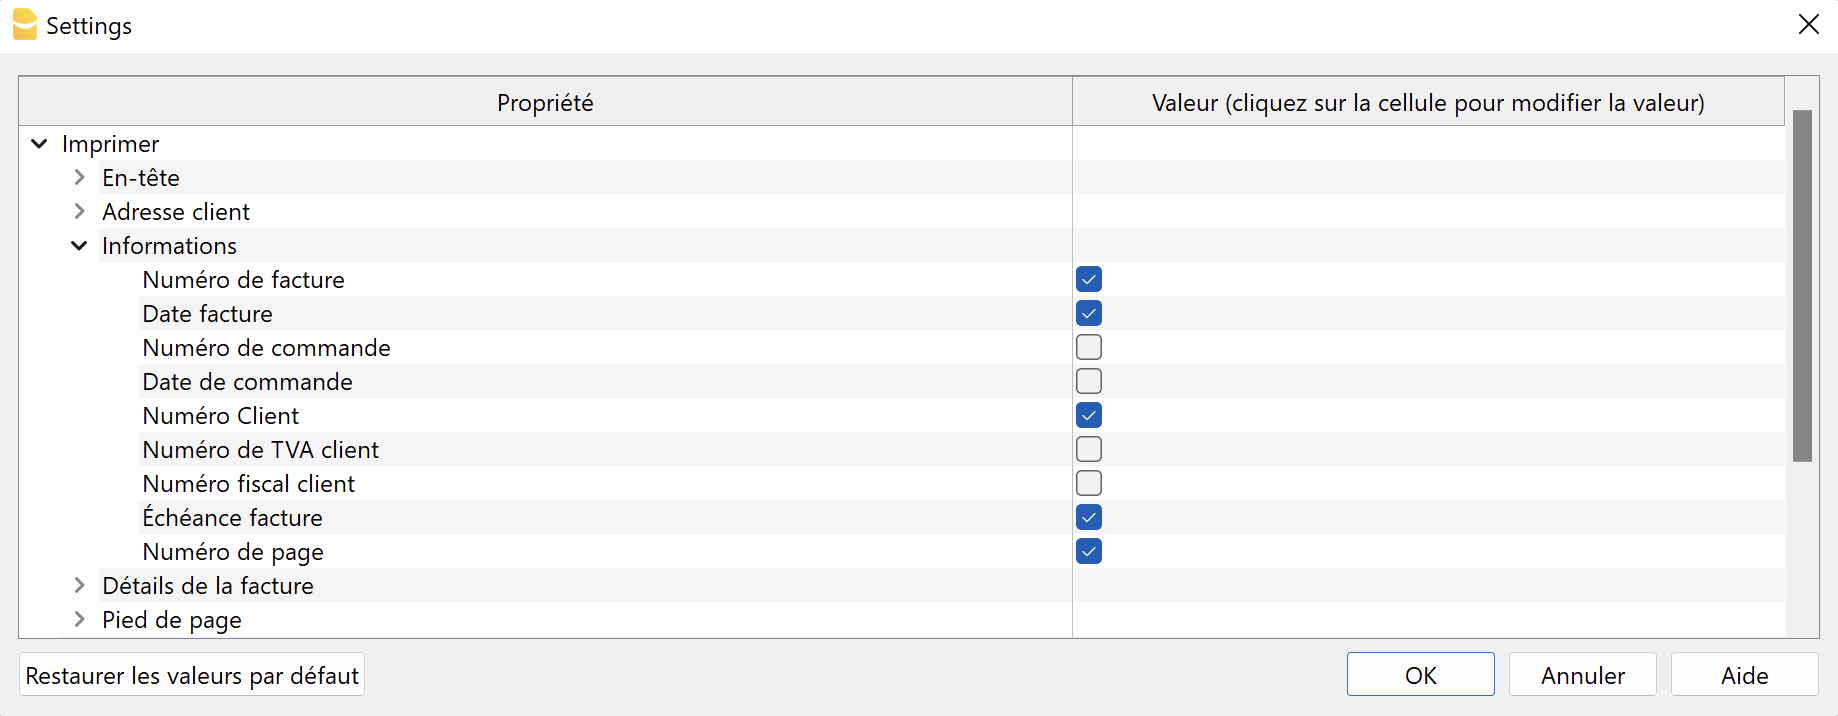 Settings
Propriété
Valeur (cliquez sur la cellule pour modifier la valeur)
Imprimer
En-tête
Adresse client
Informations
Numéro de facture
Date facture
Numéro de commande
Date de commande
Numéro Client
Numéro de TVA client
Numéro fiscal client
Échéance facture
Numéro de page
Détails de la facture
Pied de page
Restaurer les valeurs par défaut
OK
Annuler
Aide